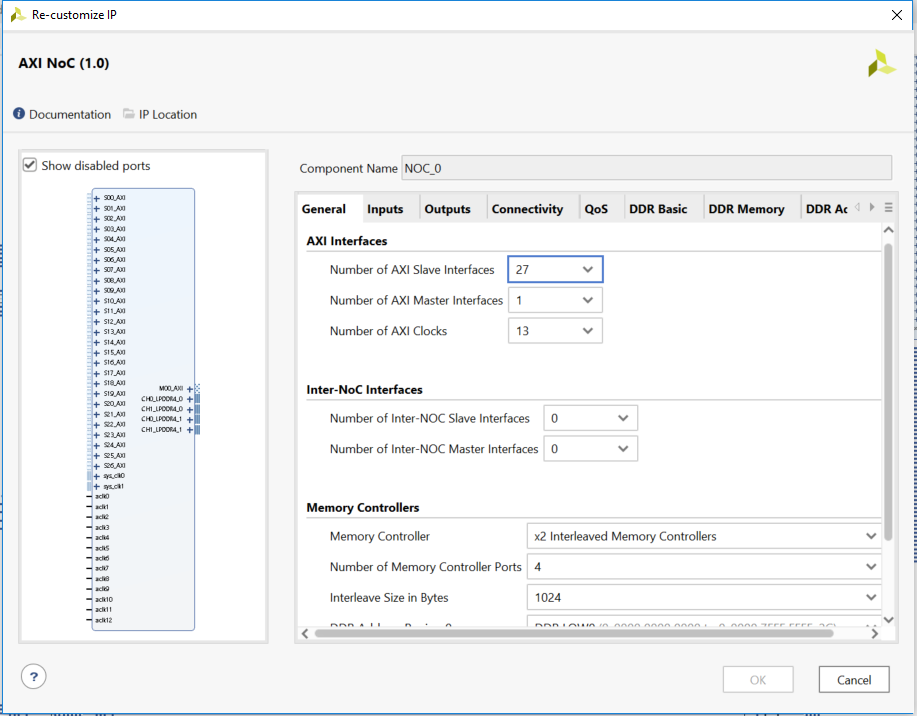 Re-customize IP
AXI NoC (1.0)
Documentation IP Location
Show disabled ports
S00_AXI
S01_AXI
S02_AXI
S03_AXI
S04_AXI
S05_AXI
S06_AXI
S07_AXI
S08_AXI
S09_AXI
S10_AXI
S11_AXI
S12_AXI
S13_AXI
S14_AXI
S15_AXI
S16_AXI
S17_AXI
S18_AXI
S19_AXI
S20_AXI
S21_AXI
S22_AXI
S23_AXI
S24_AXI
S25_AXI
S26_AXI
sys_clk0
sys_clk1
aclk0
aclk1
aclk2
aclk3
aclk4
aclk5
aclk6
aclk7
aclk8
aclk9
aclk10
aclk11
aclk12
M00_AXI
CH0_LPDDR4_0
CH1_LPDDR4_0
CH0_LPDDR4_1
CH1_LPDDR4_1
Component Name NOC_0
General Inputs Outputs Connectivity QoS DDR Basic DDR Memory DDR Ac
AXI Interfaces
Number of AXI Slave Interfaces 27
Number of AXI Master Interfaces 1
Number of AXI Clocks 13
Inter-NoC Interfaces
Number of Inter-NOC Slave Interfaces 0
Number of Inter-NOC Master Interfaces 0
Memory Controllers
Memory Controller x2 Interleaved Memory Controllers
Number of Memory Controller Ports 4
Interleave Size in Bytes 1024
?
OK Cancel